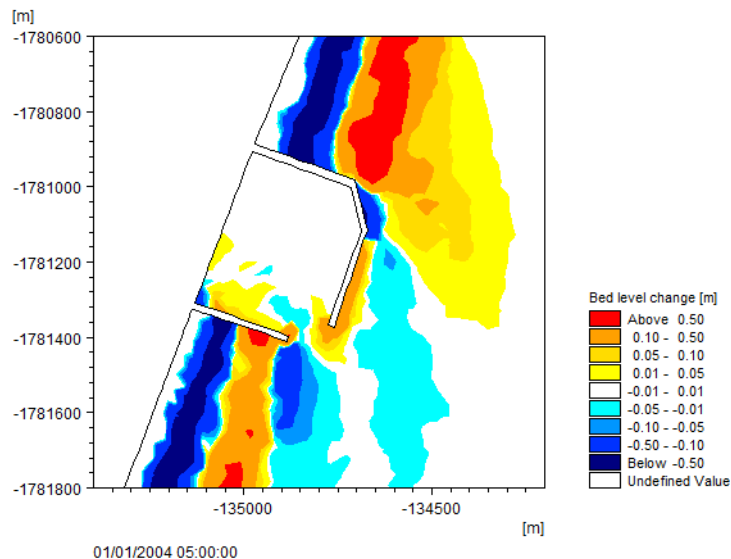 [m]
-1780600
-1780800
-1781000
-1781200
-1781400
-1781600
-1781800
-135000
-134500
[m]
01/01/2004 05:00:00
Bed level change [m]
Above 0.50
0.10 - 0.50
0.05 - 0.10
0.01 - 0.05
-0.01 - 0.01
-0.05 - -0.01
-0.10 - -0.05
-0.50 - -0.10
Below -0.50
Undefined Value